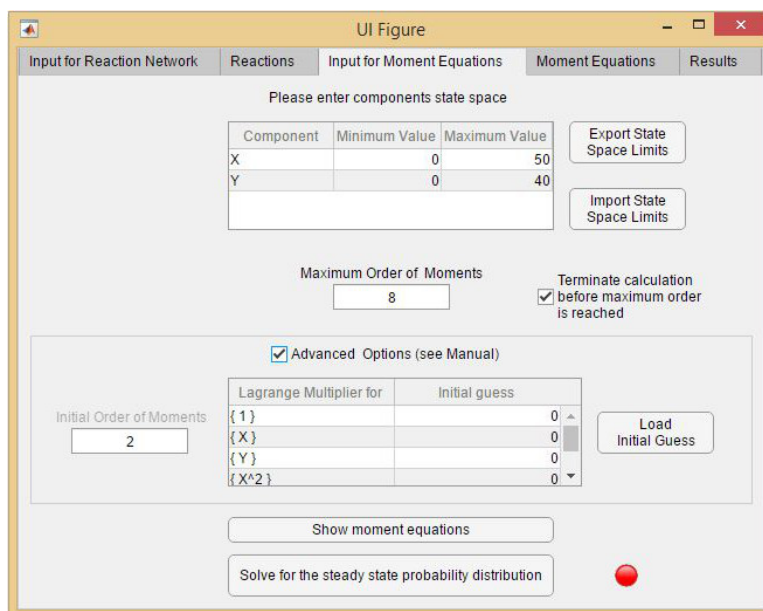 UI Figure
Input for Reaction Network Reactions Input for Moment Equations Moment Equations Results
Please enter components state space
Component Minimum Value Maximum Value
X 0 50
Y 0 40
Export State
Space Limits
Import State
Space Limits
Maximum Order of Moments
8
Terminate calculation
before maximum order
is reached
Advanced Options (see Manual)
Initial Order of Moments
2
Lagrange Multiplier for Initial guess
{ 1 } 0
{ X } 0
{ Y } 0
{ X^2 } 0
Load
Initial Guess
Show moment equations
Solve for the steady state probability distribution